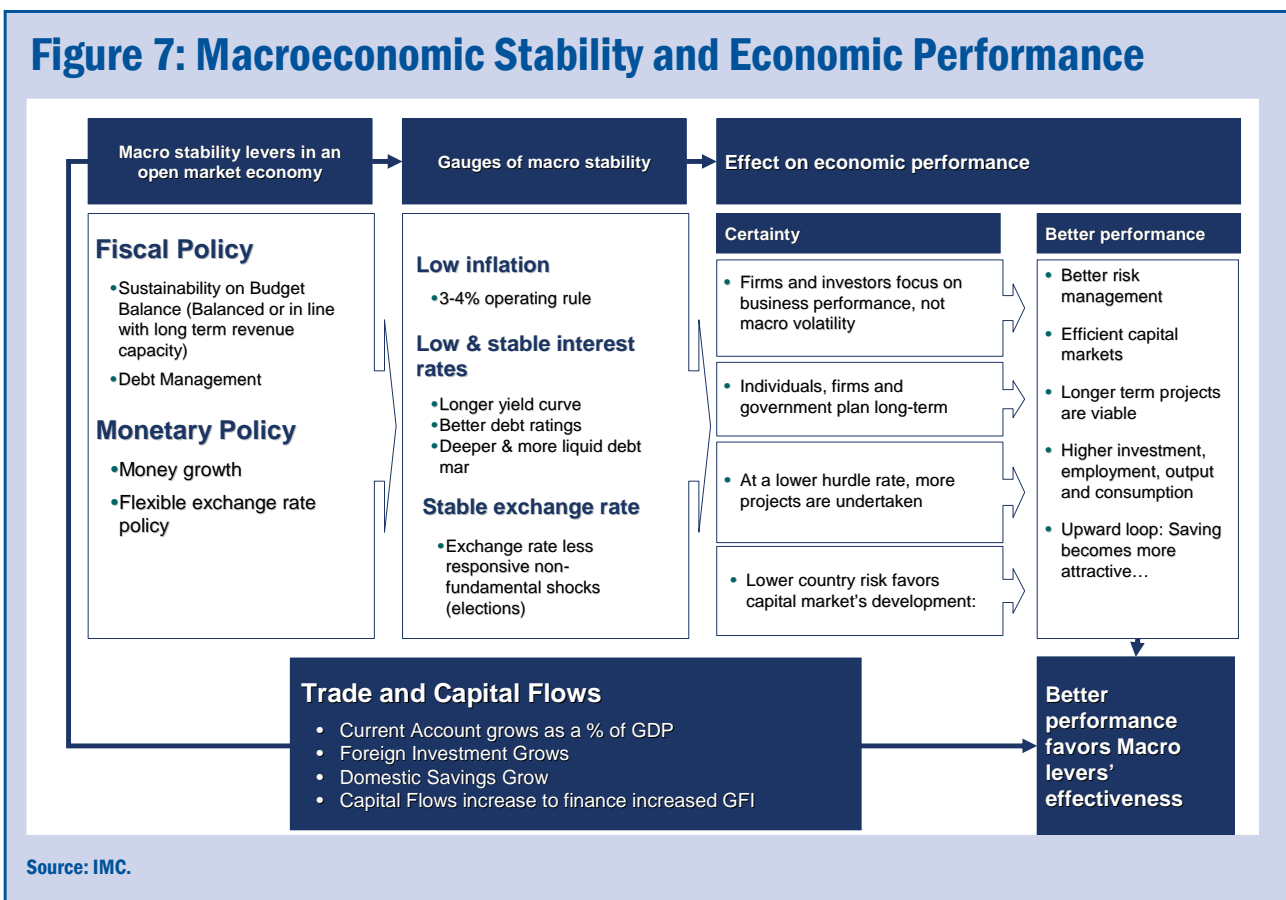 Figure 7: Macroeconomic Stability and Economic Performance
Macro stability levers in an
open market economy
Gauges of macro stability
Effect on economic performance
Fiscal Policy
•Sustainability on Budget
Balance (Balanced or in line
with long term revenue
capacity)
•Debt Management
Monetary Policy
•Money growth
•Flexible exchange rate
policy
Low inflation
•3-4% operating rule
Low & stable interest
rates
•Longer yield curve
•Better debt ratings
•Deeper & more liquid debt
mar
Stable exchange rate
•Exchange rate less
responsive non-
fundamental shocks
(elections)
Certainty
• Firms and investors focus on
business performance, not
macro volatility
• Individuals, firms and
government plan long-term
• At a lower hurdle rate, more
projects are undertaken
• Lower country risk favors
capital market’s development:
Better performance
• Better risk
management
• Efficient capital
markets
• Longer term projects
are viable
• Higher investment,
employment, output
and consumption
• Upward loop: Saving
becomes more
attractive…
Trade and Capital Flows
• Current Account grows as a % of GDP
• Foreign Investment Grows
• Domestic Savings Grow
• Capital Flows increase to finance increased GFI
Better
performance
favors Macro
levers’
effectiveness
Source: IMC.